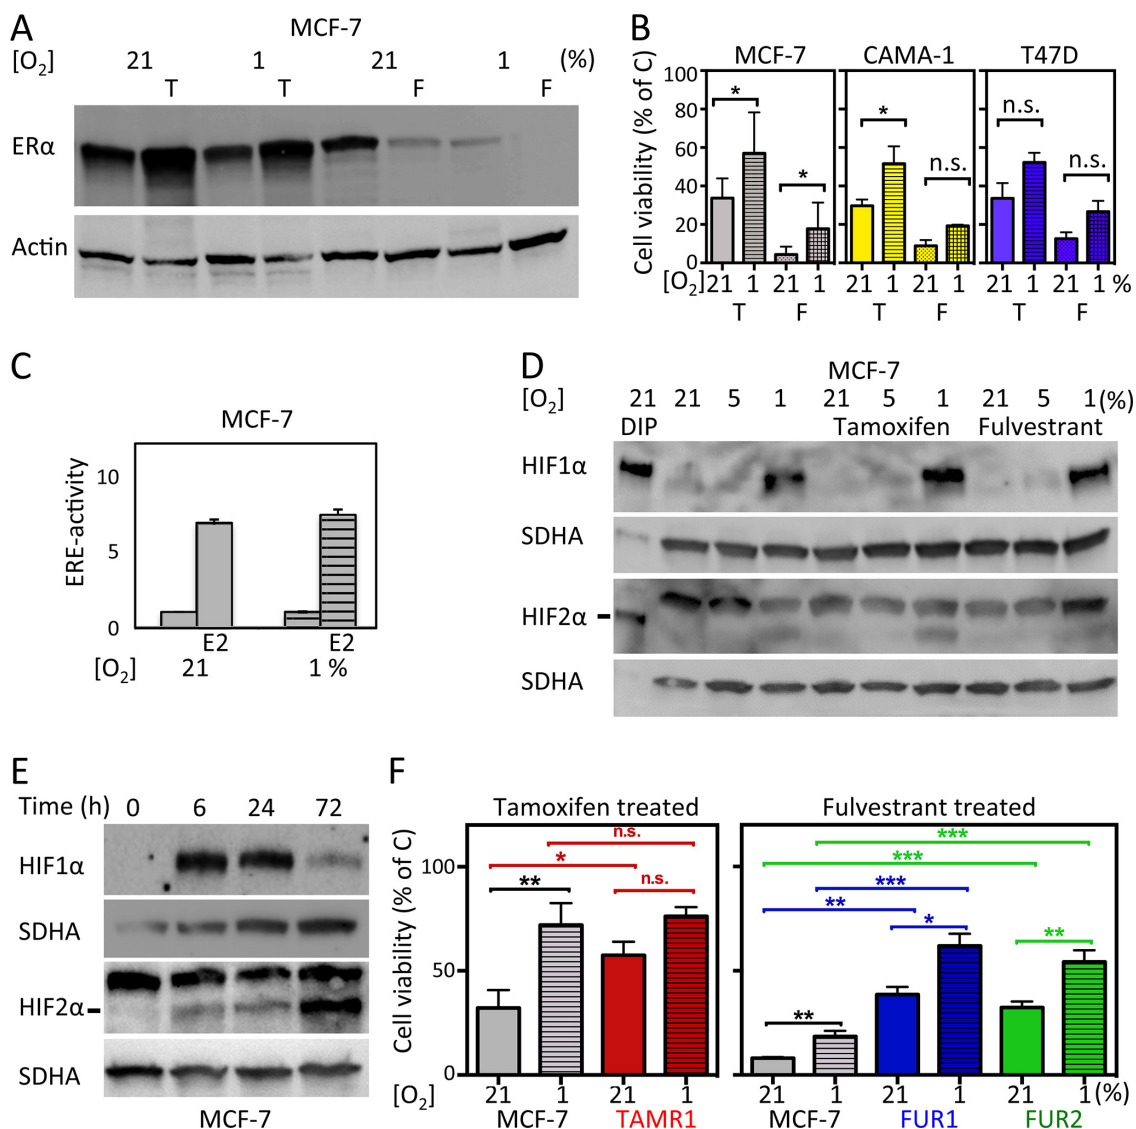 A
MCF-7
[O2] 21 1 21 1 (%)
T T F F
ERα
Actin
B
MCF-7 CAMA-1 T47D
Cell viability (% of C)
100
80
60
40
20
0
* * * n.s. n.s. n.s.
[O2] 21 1 21 1 21 1 21 1 21 1 21 1 %
T F T F T F
C
MCF-7
ERE-activity
10
5
0
E2 E2
[O2] 21 1 %
D
MCF-7
[O2] 21 21 5 1 21 5 1 21 5 1 (%)
DIP Tamoxifen Fulvestrant
HIF1α
SDHA
HIF2α
SDHA
E
Time (h) 0 6 24 72
HIF1α
SDHA
HIF2α
SDHA
MCF-7
F
Tamoxifen treated Fulvestrant treated
Cell viability (% of C)
100
50
0
n.s.
*
** n.s.
***
***
***
**
*
**
**
[O2] 21 1 21 1 21 1 21 1 21 1 (%)
MCF-7 TAMR1 MCF-7 FUR1 FUR2